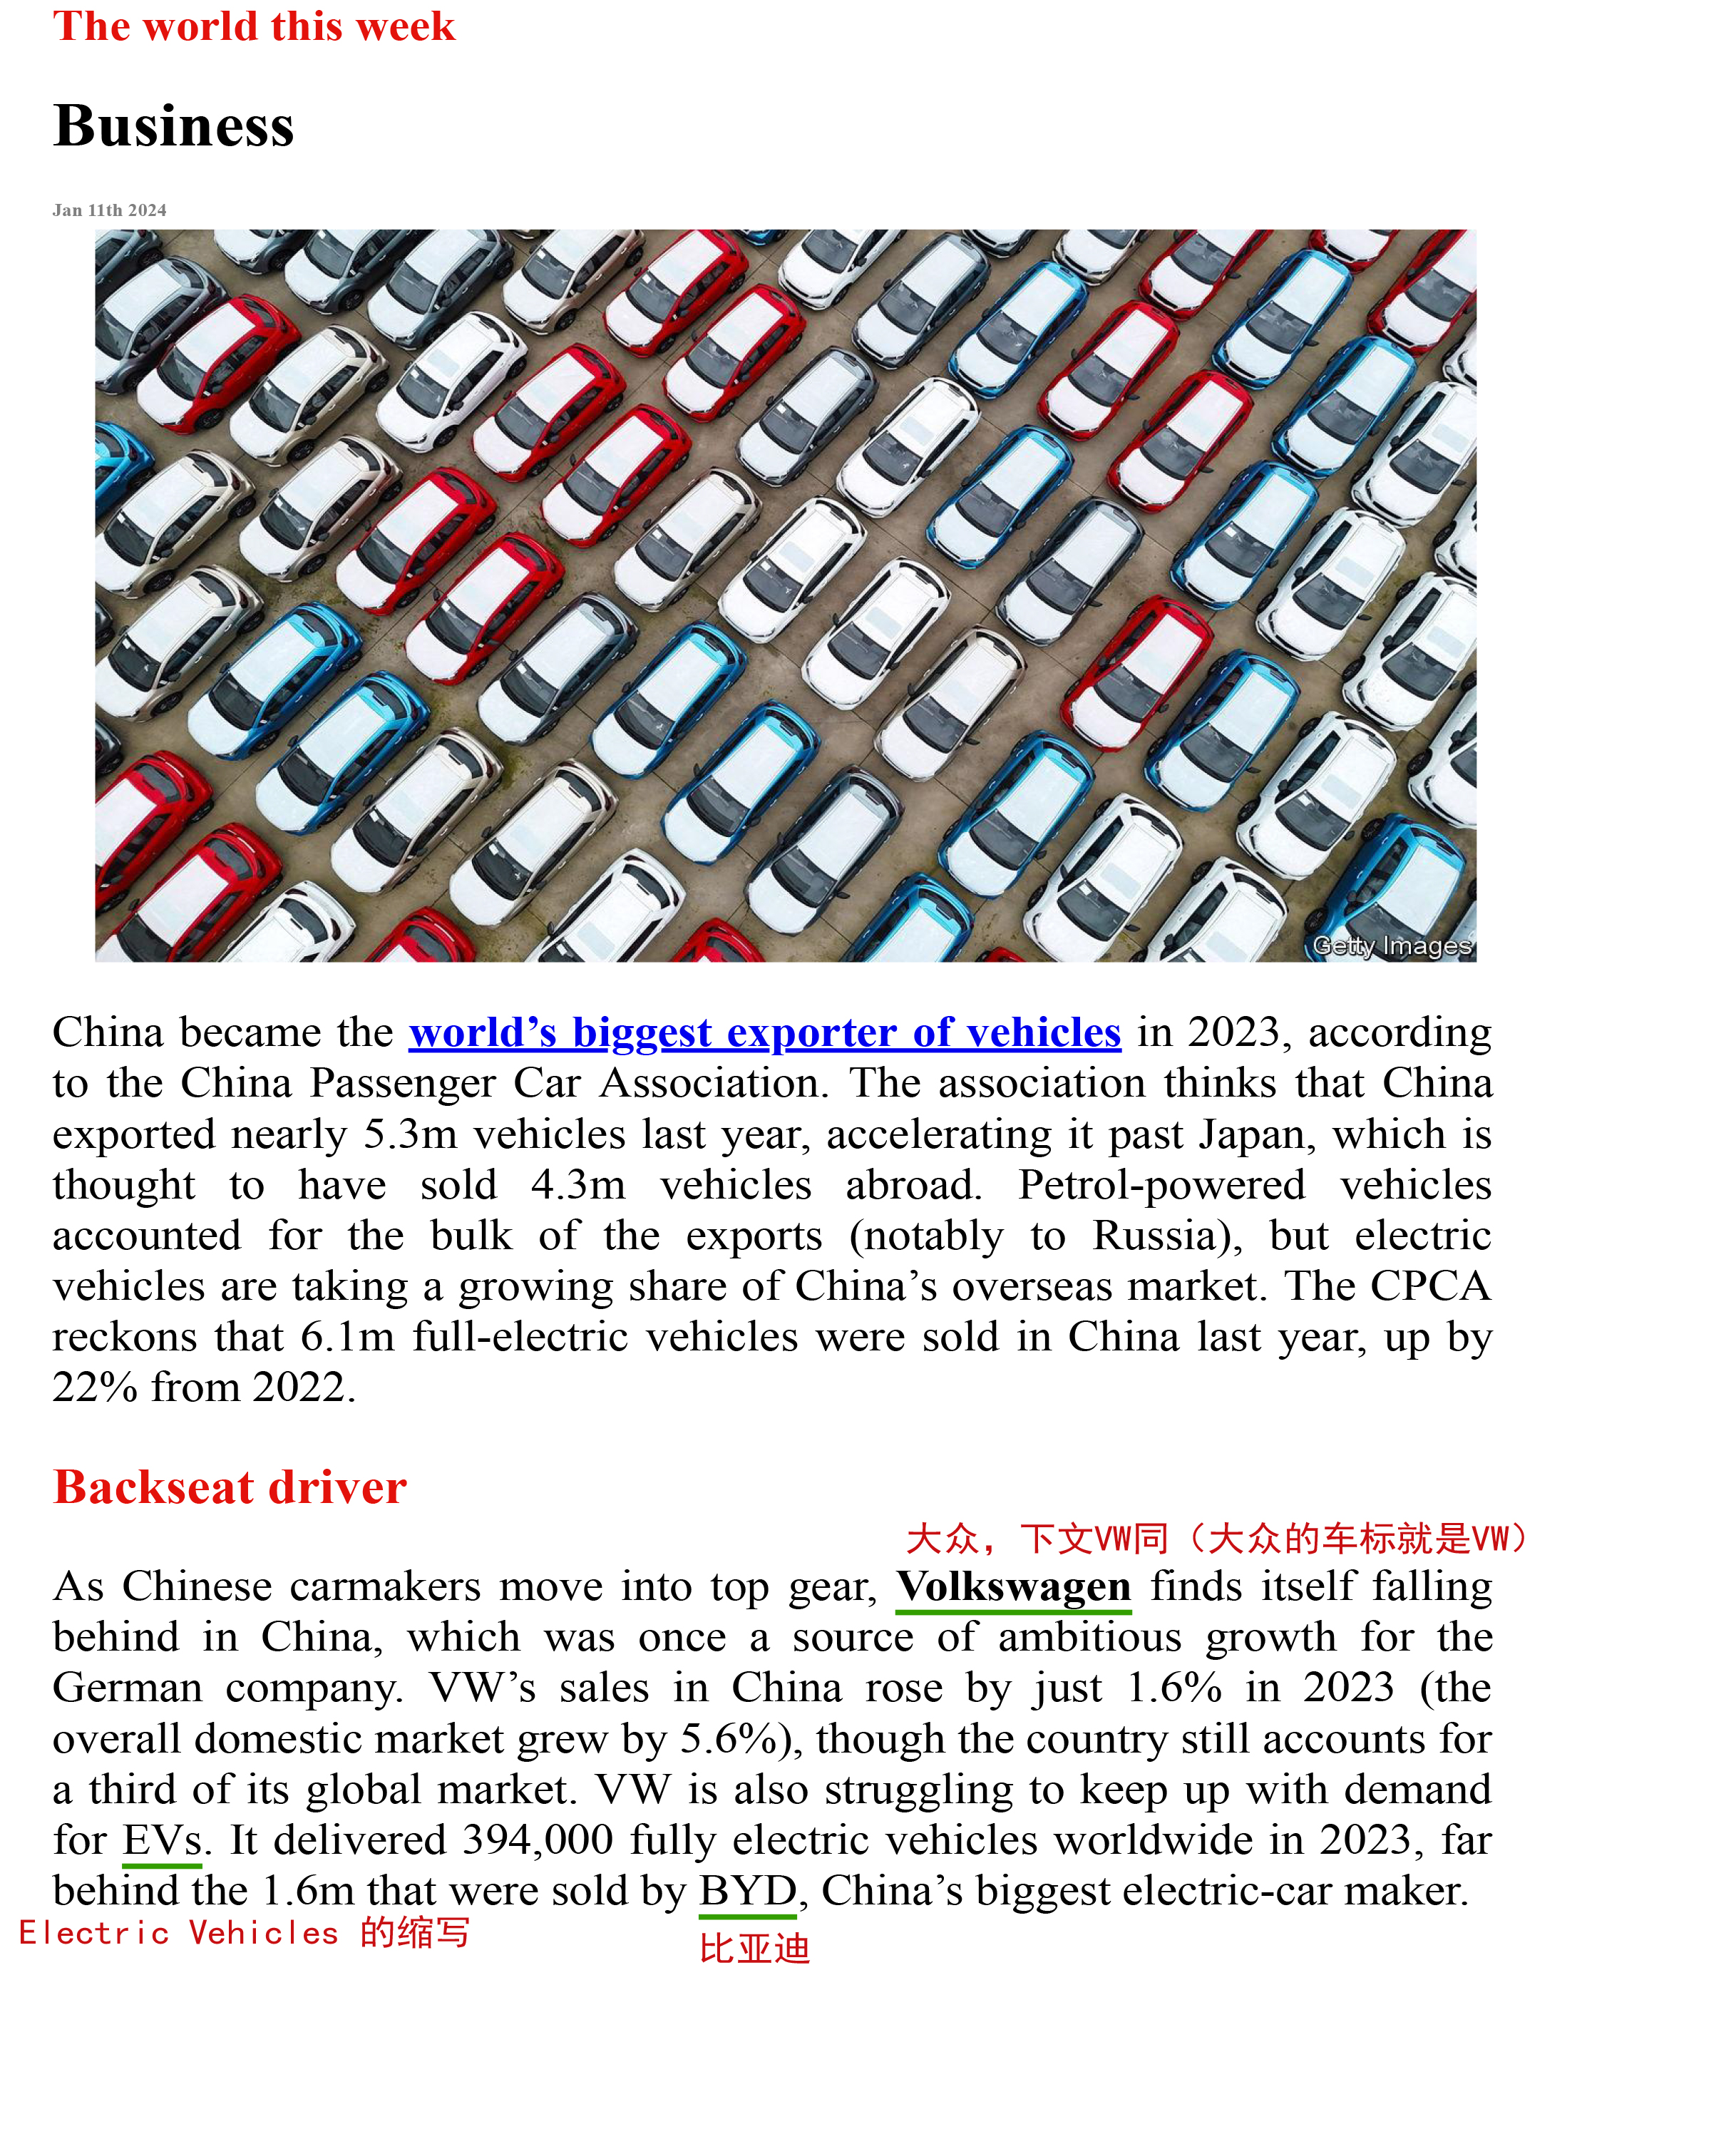 The world this week
Business
Jan 11th 2024
Getty Images
China became the world's biggest exporter of vehicles in 2023, according
to the China Passenger Car Association. The association thinks that China
exported nearly 5.3m vehicles last year, accelerating it past Japan, which is
thought to have sold 4.3m vehicles abroad. Petrol-powered vehicles
accounted for the bulk of the exports (notably to Russia), but electric
vehicles are taking a growing share of China's overseas market. The CPCA
reckons that 6.1m full-electric vehicles were sold in China last year, up by
22% from 2022.
Backseat driver
大众，下文VW同（大众的车标就是VW）
As Chinese carmakers move into top gear, Volkswagen finds itself falling
behind in China, which was once a source of ambitious growth for the
German company. VW's sales in China rose by just 1.6% in 2023 (the
overall domestic market grew by 5.6%), though the country still accounts for
a third of its global market. VW is also struggling to keep up with demand
for EVs. It delivered 394,000 fully electric vehicles worldwide in 2023, far
behind the 1.6m that were sold by BYD, China's biggest electric-car maker.
Electric Vehicles 的缩写
比亚迪